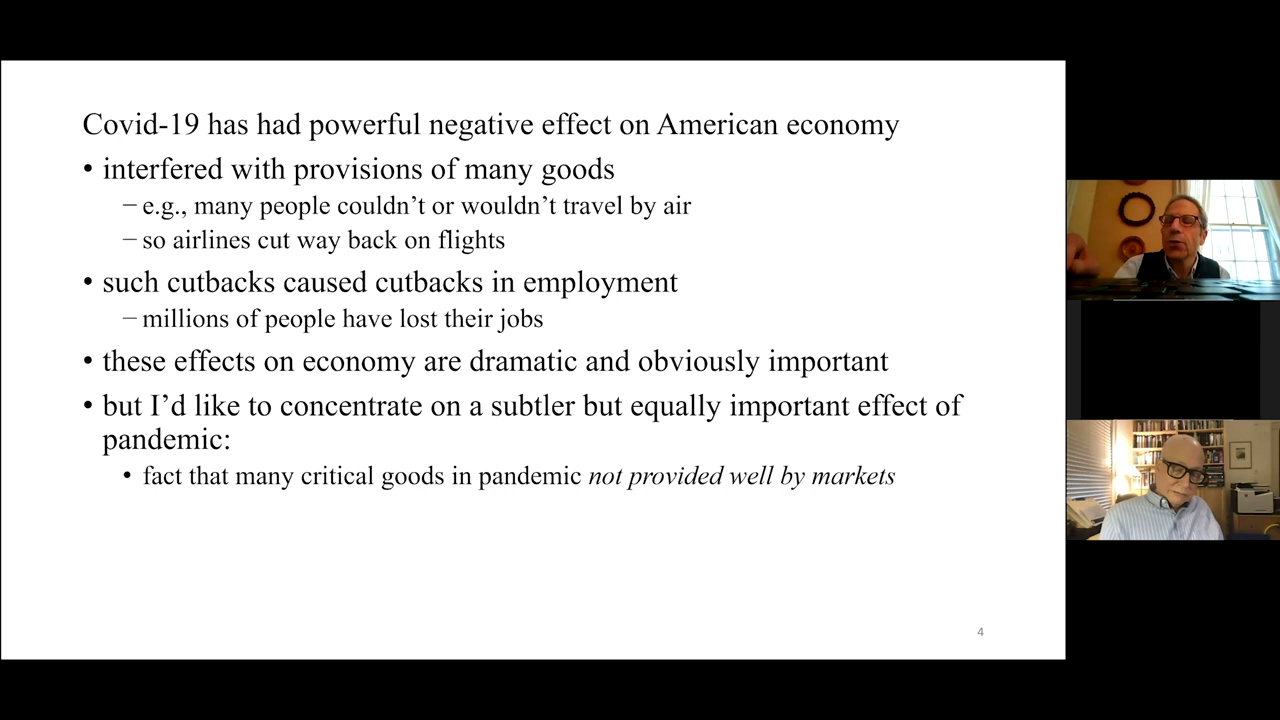 Covid-19 has had powerful negative effect on American economy
• interfered with provisions of many goods
– e.g., many people couldn’t or wouldn’t travel by air
– so airlines cut way back on flights
• such cutbacks caused cutbacks in employment
– millions of people have lost their jobs
• these effects on economy are dramatic and obviously important
• but I’d like to concentrate on a subtler but equally important effect of
pandemic:
• fact that many critical goods in pandemic not provided well by markets
4